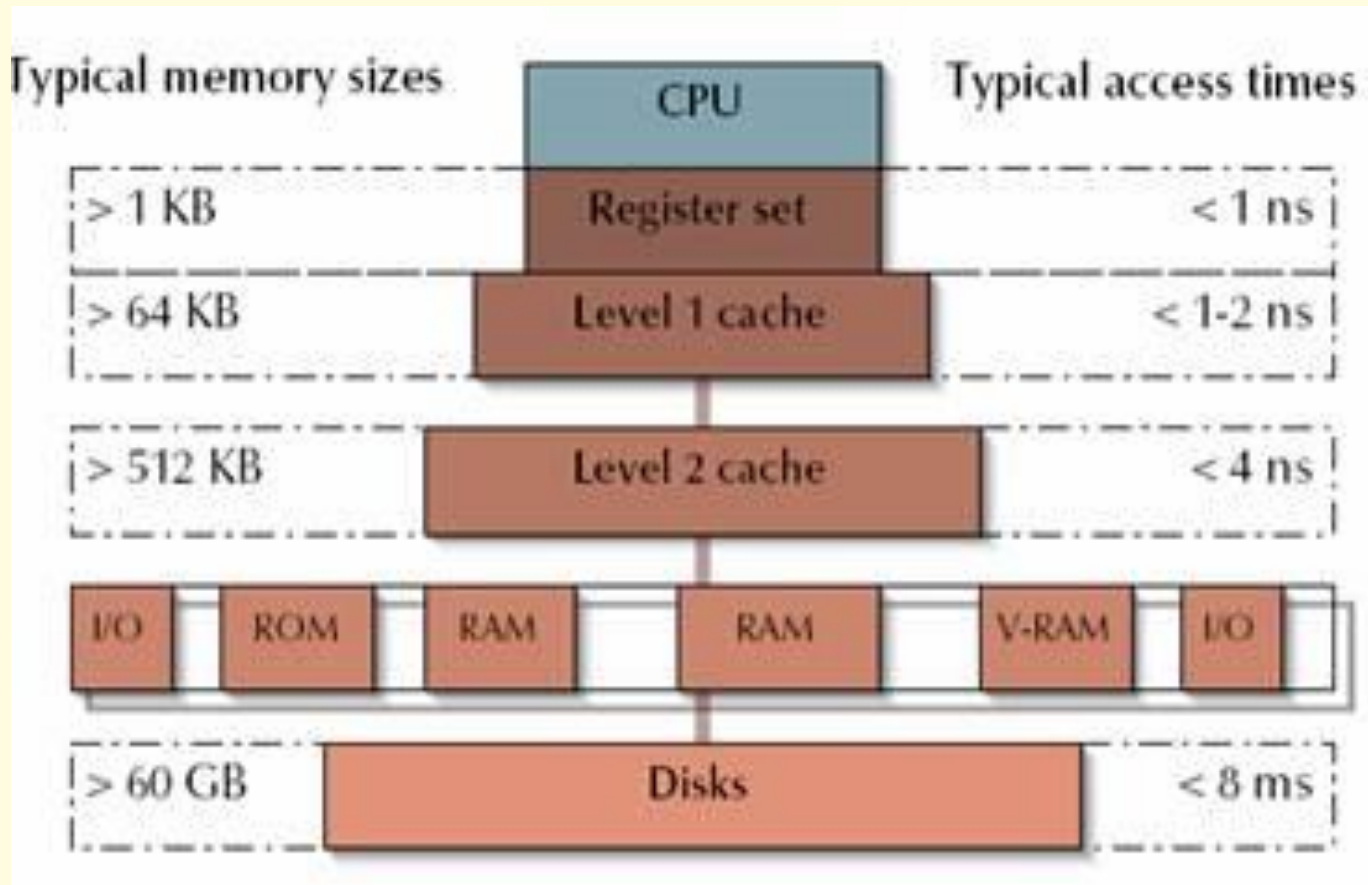 Typical memory sizes
CPU
Typical access times
> 1 KB
Register set
< 1 ns
> 64 KB
Level 1 cache
< 1-2 ns
> 512 KB
Level 2 cache
< 4 ns
I/O
ROM
RAM
RAM
V-RAM
I/O
> 60 GB
Disks
< 8 ms